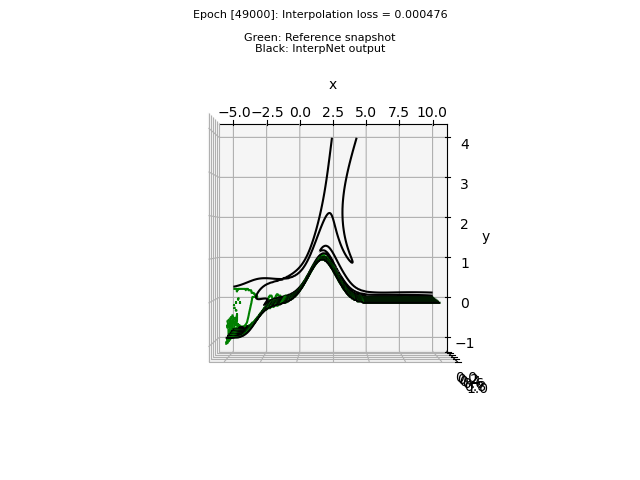 Epoch [49000]: Interpolation loss = 0.000476
Green: Reference snapshot
Black: InterpNet output
x
−5.0 −2.5 0.0 2.5 5.0 7.5 10.0
4
3
2
y
1
0
−1